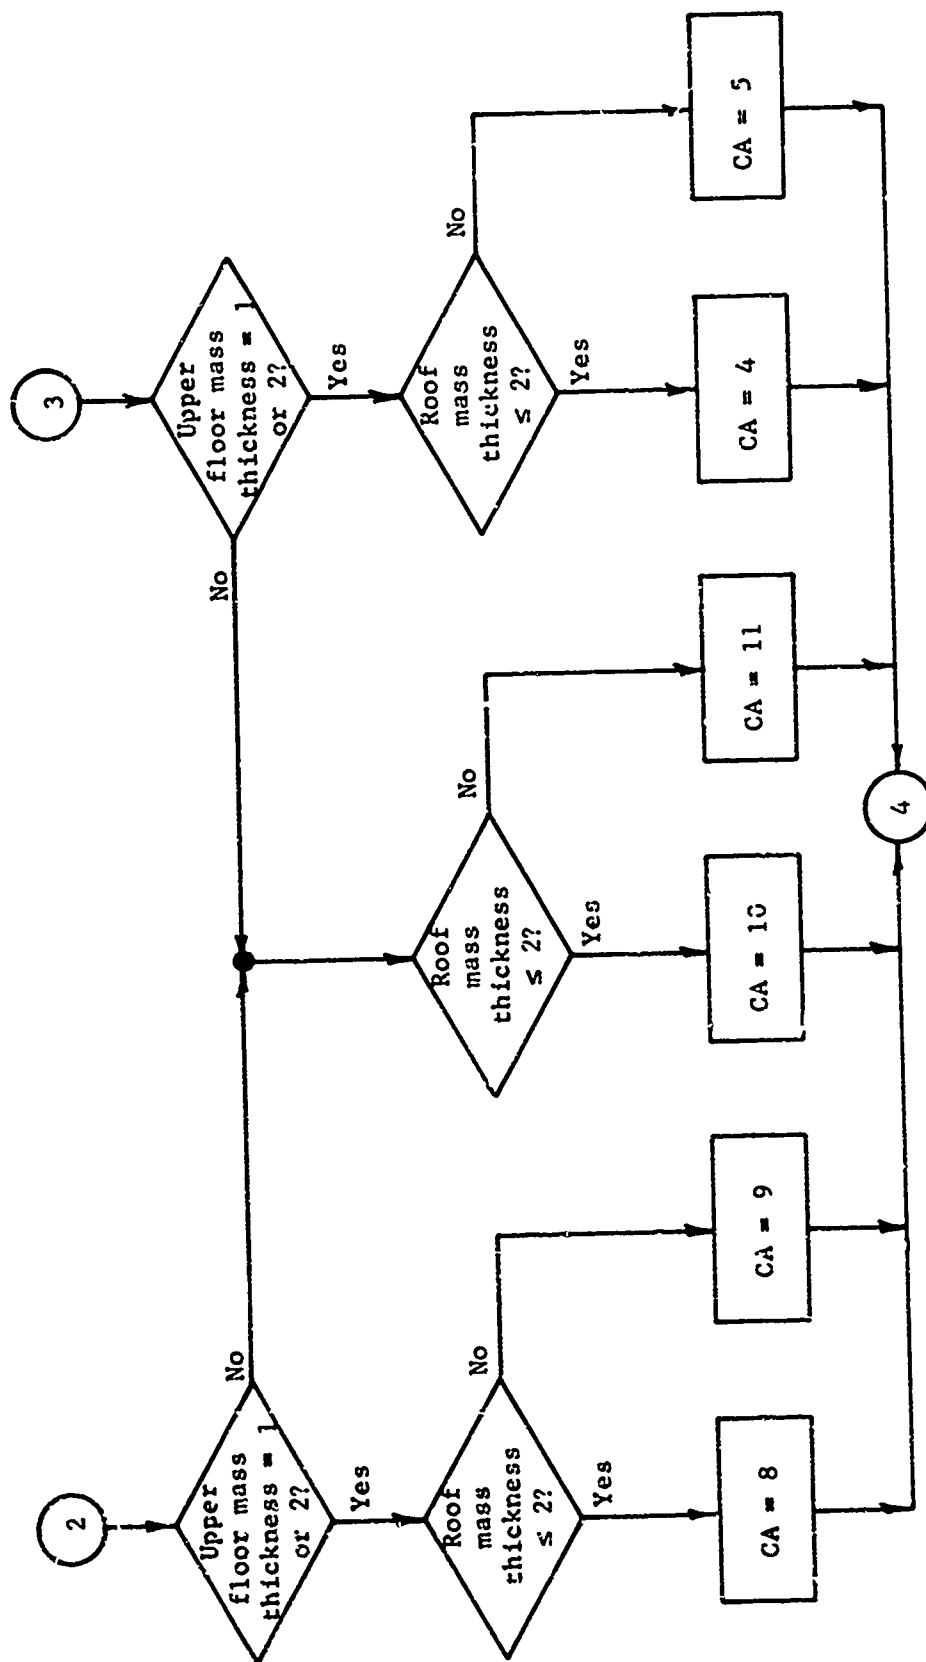 2
Upper
floor mass
thickness = 1
or 2?
No
Yes
Roof
mass
thickness
≤ 2?
No
Yes
CA = 8
CA = 9
Roof
mass
thickness
≤ 2?
No
Yes
CA = 10
CA = 11
3
Upper
floor mass
thickness = 1
or 2?
No
Yes
Roof
mass
thickness
≤ 2?
No
Yes
CA = 4
CA = 5
4